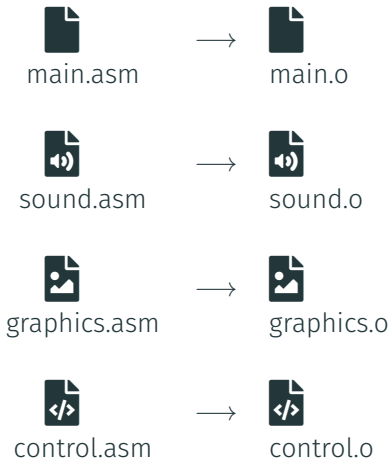 main.asm main.o
sound.asm sound.o
graphics.asm graphics.o
control.asm control.o